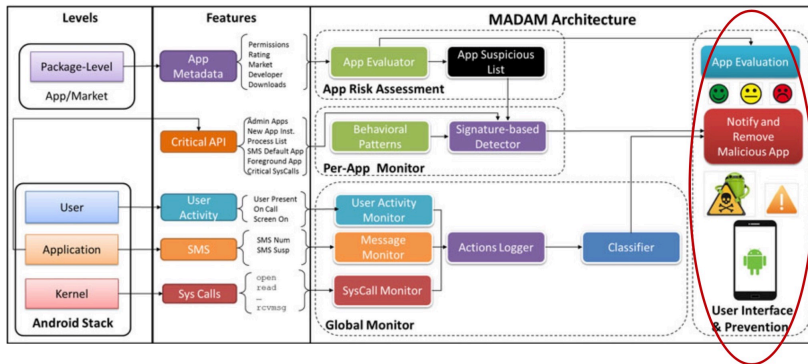 Levels
Features
MADAM Architecture
Package-Level
App/Market
App
Metadata
Permissions
Rating
Market
Developer
Downloads
App Evaluator
App Suspicious
List
App Risk Assessment
App Evaluation
Critical API
Admin Apps
New App Inst.
Process List
SMS Default App
Foreground App
Critical SysCalls
Behavioral
Patterns
Signature-based
Detector
Per-App Monitor
Notify and
Remove
Malicious App
User
Application
Kernel
Android Stack
User
Activity
User Present
On Call
Screen On
SMS
SMS Num
SMS Susp
Sys Calls
open
read
…
rcvmsg
User Activity
Monitor
Message
Monitor
SysCall Monitor
Actions Logger
Classifier
Global Monitor
User Interface
& Prevention